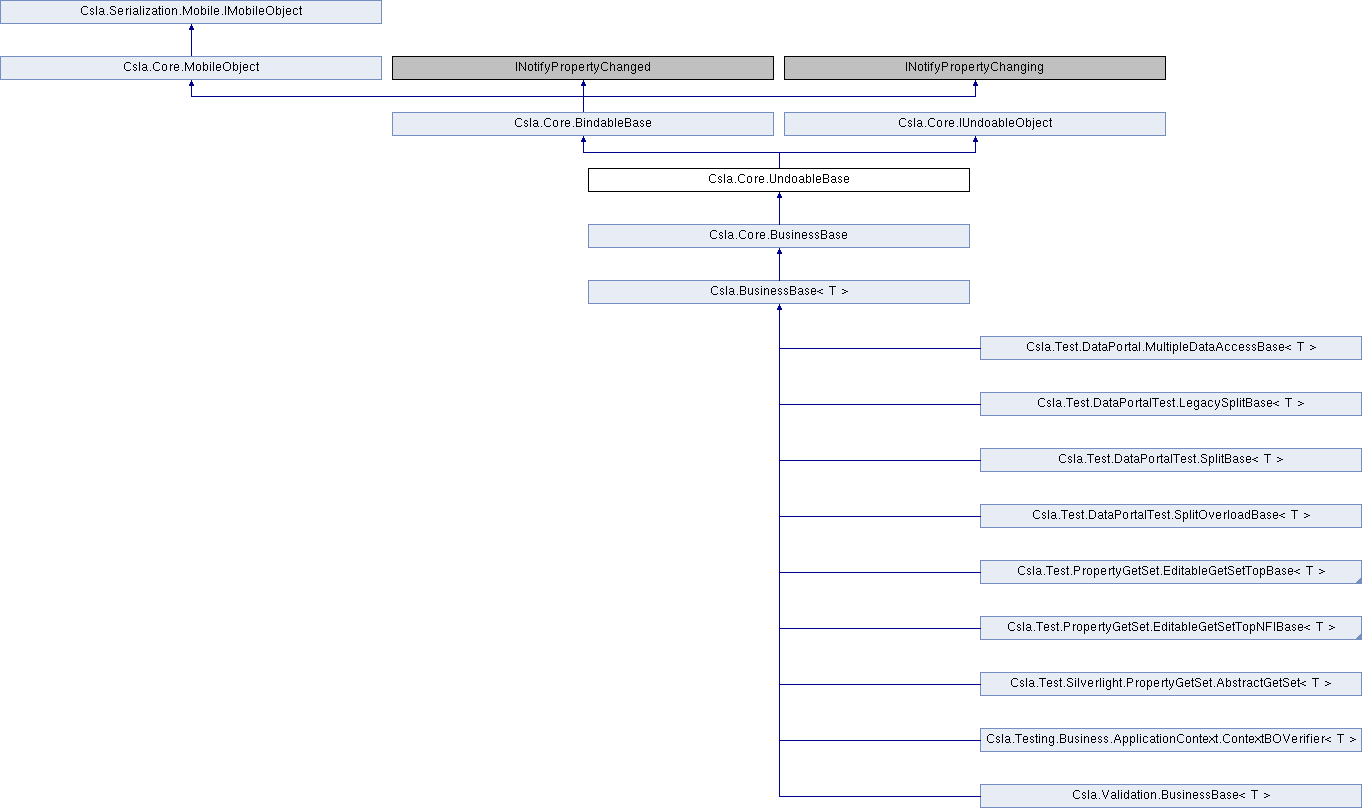 Csla.Serialization.Mobile.IMobileObject
Csla.Core.MobileObject
INotifyPropertyChanged
INotifyPropertyChanging
Csla.Core.BindableBase
Csla.Core.IUndoableObject
Csla.Core.UndoableBase
Csla.Core.BusinessBase
Csla.BusinessBase< T >
Csla.Test.DataPortal.MultipleDataAccessBase< T >
Csla.Test.DataPortalTest.LegacySplitBase< T >
Csla.Test.DataPortalTest.SplitBase< T >
Csla.Test.DataPortalTest.SplitOverloadBase< T >
Csla.Test.PropertyGetSet.EditableGetSetTopBase< T >
Csla.Test.PropertyGetSet.EditableGetSetTopNFIBase< T >
Csla.Test.Silverlight.PropertyGetSet.AbstractGetSet< T >
Csla.Testing.Business.ApplicationContext.ContextBOVerifier< T >
Csla.Validation.BusinessBase< T >